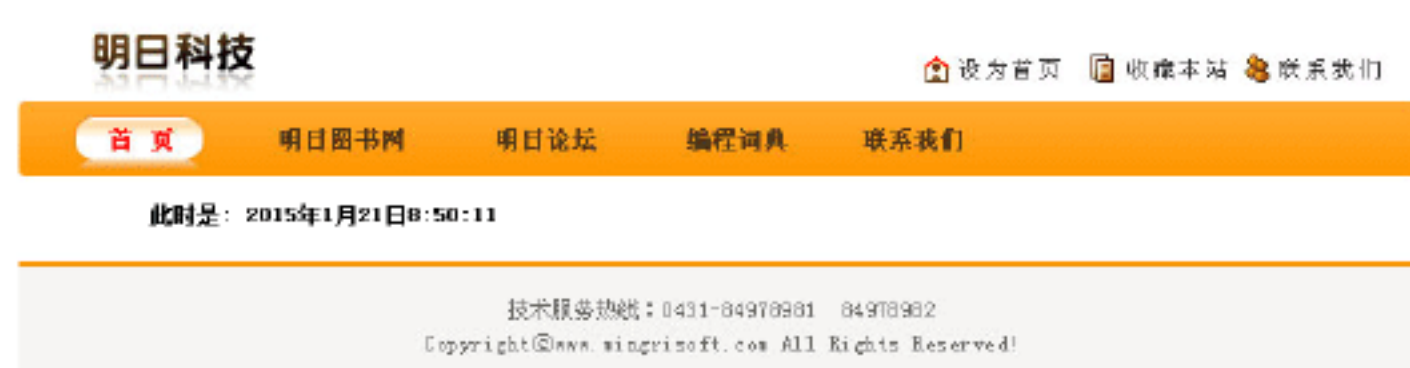 明日科技
设为首页 收藏本站 联系我们
首 页 明日图书网 明日论坛 编程词典 联系我们
此时是：2015年1月21日8:50:11
技术服务热线：0431-84978981 84978982
Copyright©www.mingrisoft.com All Rights Reserved!